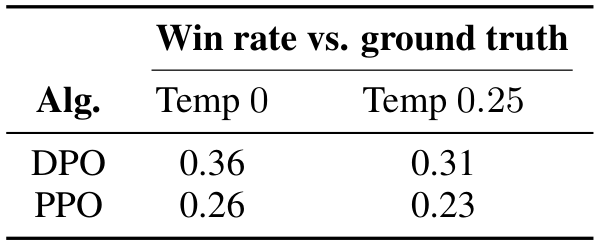 Win rate vs. ground truth
Alg. Temp 0 Temp 0.25
DPO 0.36 0.31
PPO 0.26 0.23